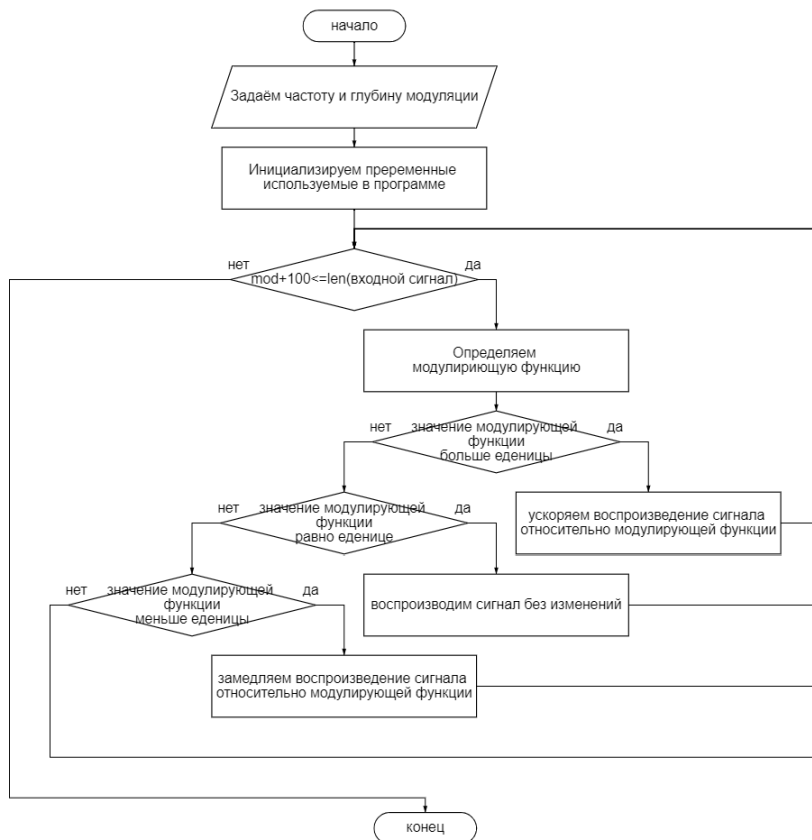 начало
Задаём частоту и глубину модуляции
Инициализируем преременные
используемые в программе
нет
да
mod+100<=len(входной сигнал)
Определяем
модулириющую функцию
нет
значение модулирующей
да
функции
больше еденицы
нет
значение модулирующей
да
функции
равно еденице
ускоряем воспроизведение сигнала
относительно модулирующей функции
нет
значение модулирующей
да
функции
меньше еденицы
воспроизводим сигнал без изменений
замедляем воспроизведение сигнала
относительно модулирующей функции
конец